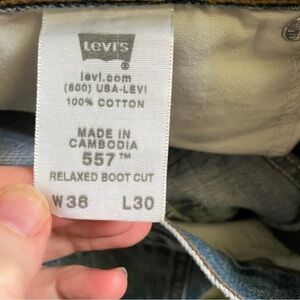 Levi's
®
levi.com
(800) USA-LEVI
100% COTTON
MADE IN
CAMBODIA
557™
RELAXED BOOT CUT
W38 L30